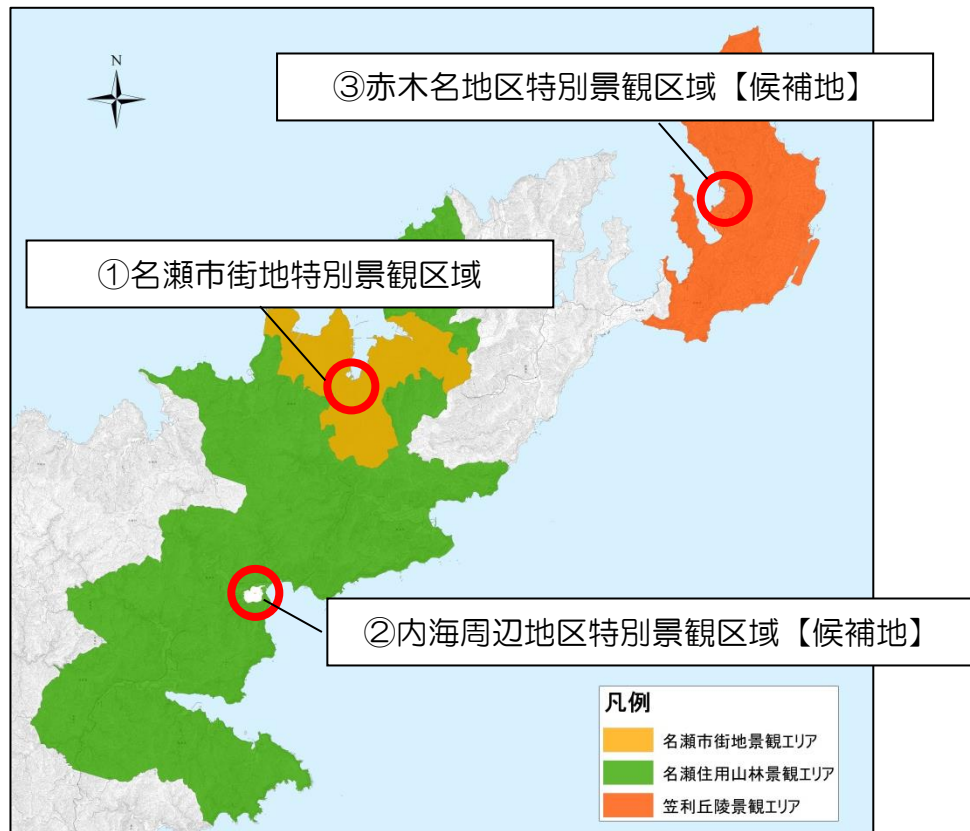 N
③赤木名地区特別景観区域【候補地】
①名瀬市街地特別景観区域
②内海周辺地区特別景観区域【候補地】
凡例
名瀬市街地景観エリア
名瀬住用山林景観エリア
笠利丘陵景観エリア